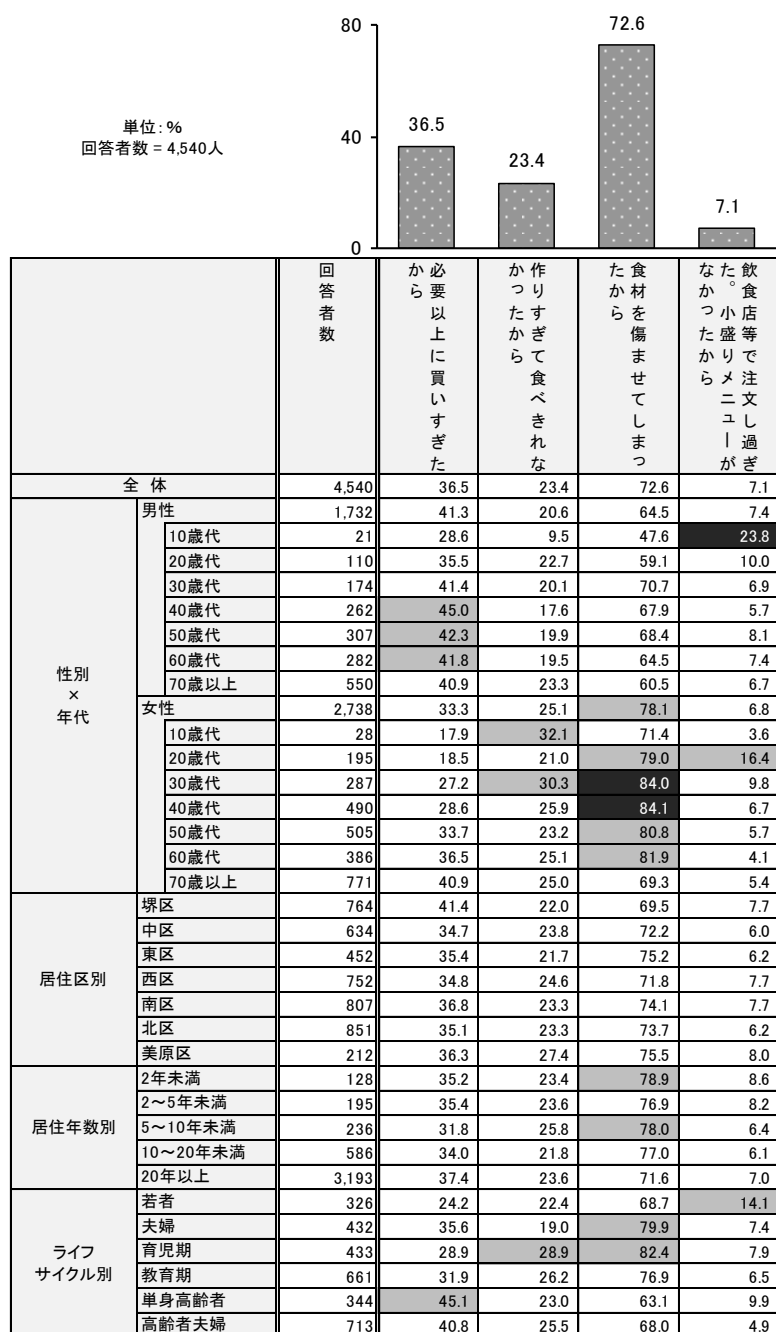 80
40
0
単位：%
回答者数 = 4,540人
36.5
23.4
72.6
7.1
回答者数
必要以上に買いすぎた
から
作りすぎて食べきれな
かったから
食材を傷ませてしまっ
たから
飲食店等で注文し過ぎ
た。小盛りメニューが
なかったから
全 体 4,540 36.5 23.4 72.6 7.1
性別
×
年代
男性 1,732 41.3 20.6 64.5 7.4
10歳代 21 28.6 9.5 47.6 23.8
20歳代 110 35.5 22.7 59.1 10.0
30歳代 174 41.4 20.1 70.7 6.9
40歳代 262 45.0 17.6 67.9 5.7
50歳代 307 42.3 19.9 68.4 8.1
60歳代 282 41.8 19.5 64.5 7.4
70歳以上 550 40.9 23.3 60.5 6.7
女性 2,738 33.3 25.1 78.1 6.8
10歳代 28 17.9 32.1 71.4 3.6
20歳代 195 18.5 21.0 79.0 16.4
30歳代 287 27.2 30.3 84.0 9.8
40歳代 490 28.6 25.9 84.1 6.7
50歳代 505 33.7 23.2 80.8 5.7
60歳代 386 36.5 25.1 81.9 4.1
70歳以上 771 40.9 25.0 69.3 5.4
居住区別
堺区 764 41.4 22.0 69.5 7.7
中区 634 34.7 23.8 72.2 6.0
東区 452 35.4 21.7 75.2 6.2
西区 752 34.8 24.6 71.8 7.7
南区 807 36.8 23.3 74.1 7.7
北区 851 35.1 23.3 73.7 6.2
美原区 212 36.3 27.4 75.5 8.0
居住年数別
2年未満 128 35.2 23.4 78.9 8.6
2～5年未満 195 35.4 23.6 76.9 8.2
5～10年未満 236 31.8 25.8 78.0 6.4
10～20年未満 586 34.0 21.8 77.0 6.1
20年以上 3,193 37.4 23.6 71.6 7.0
ライフ
サイクル別
若者 326 24.2 22.4 68.7 14.1
夫婦 432 35.6 19.0 79.9 7.4
育児期 433 28.9 28.9 82.4 7.9
教育期 661 31.9 26.2 76.9 6.5
単身高齢者 344 45.1 23.0 63.1 9.9
高齢者夫婦 713 40.8 25.5 68.0 4.9